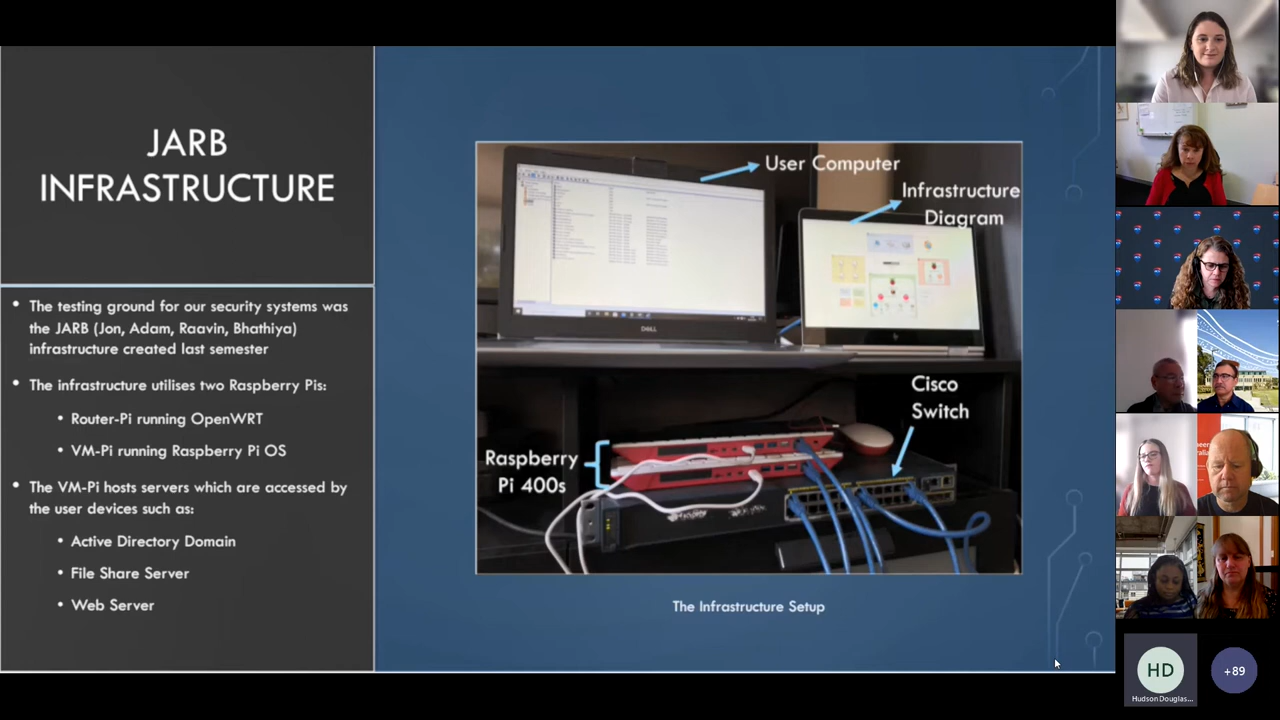 JARB
INFRASTRUCTURE
• The testing ground for our security systems was
the JARB (Jon, Adam, Raavin, Bhathiya)
infrastructure created last semester
• The infrastructure utilises two Raspberry Pis:
• Router-Pi running OpenWRT
• VM-Pi running Raspberry Pi OS
• The VM-Pi hosts servers which are accessed by
the user devices such as:
• Active Directory Domain
• File Share Server
• Web Server
User Computer
Infrastructure
Diagram
DELL
Cisco
Switch
Raspberry
Pi 400s
The Infrastructure Setup
HD
Hudson Douglas...
+89